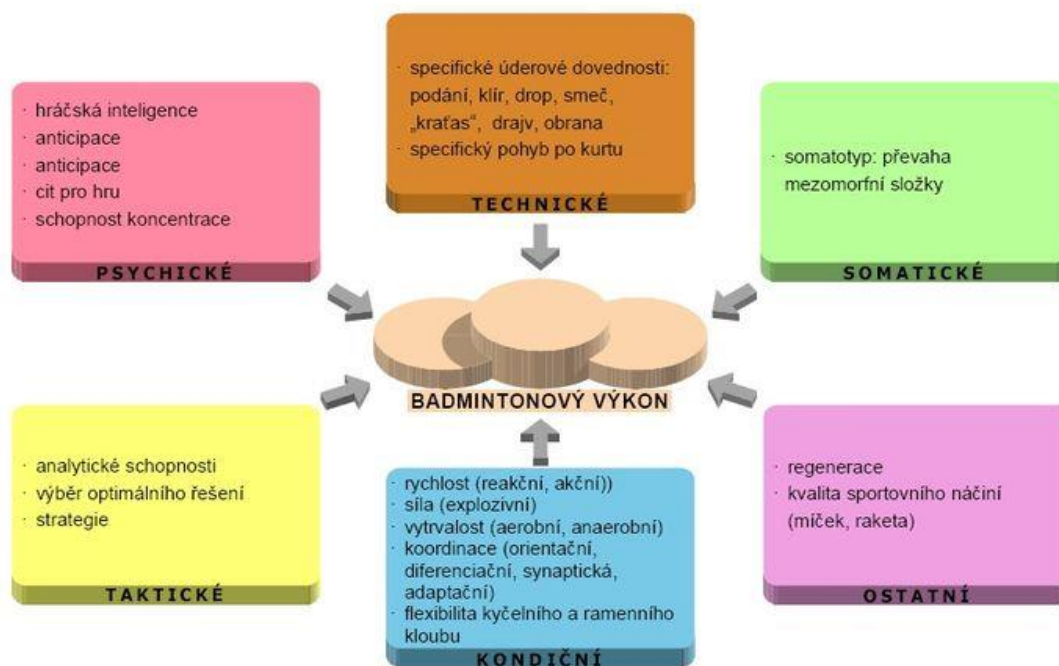 · hráčská inteligence
· anticipace
· anticipace
· cit pro hru
· schopnost koncentrace
PSYCHICKÉ
· specifické úderové dovednosti:
podání, klír, drop, smeč,
„kraťas“, drajv, obrana
· specifický pohyb po kurtu
TECHNICKÉ
· somatotyp: převaha
mezomorfní složky
SOMATICKÉ
BADMINTONOVÝ VÝKON
· analytické schopnosti
· výběr optimálního řešení
· strategie
TAKTICKÉ
· rychlost (reakční, akční))
· síla (explozivní)
· vytrvalost (aerobní, anaerobní)
· koordinace (orientační,
diferenciační, synaptická,
adaptační)
· flexibilita kyčelního a ramenního
kloubu
KONDIČNÍ
· regenerace
· kvalita sportovního náčiní
(míček, raketa)
OSTATNÍ